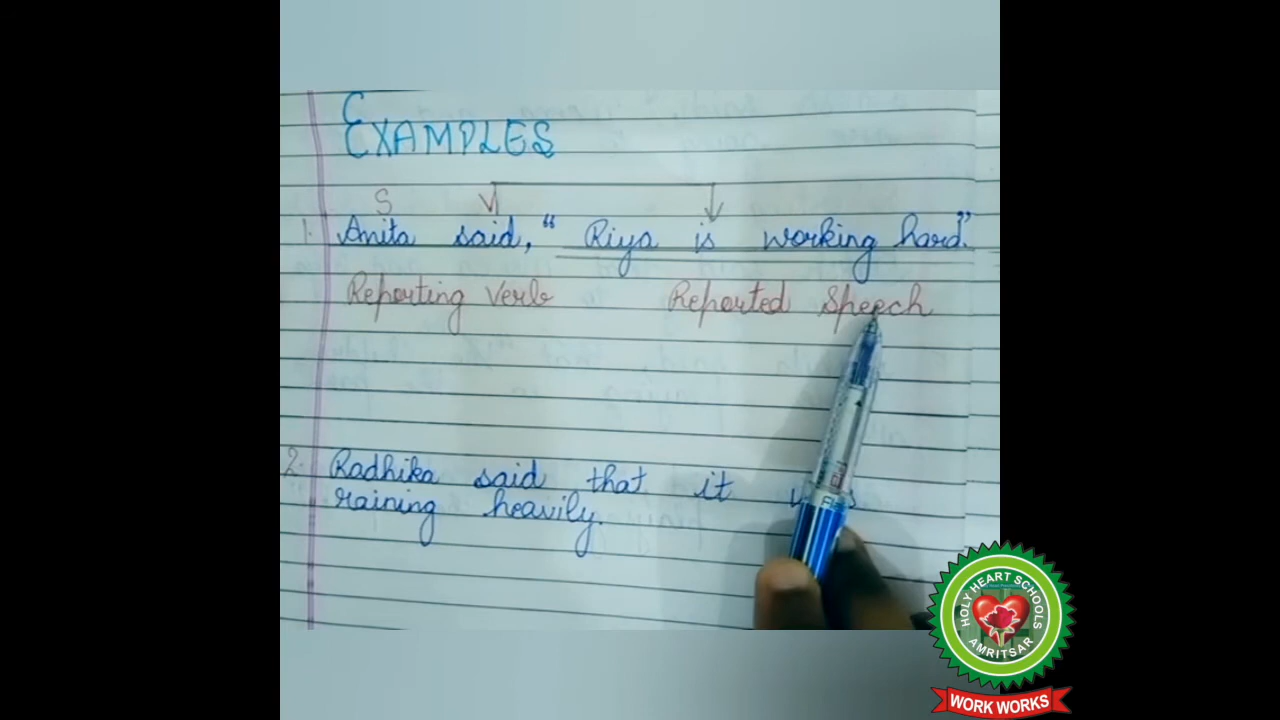 C
EXAMPLES
S
1. Anita said, “ Riya is working hard.”
Reporting Verb Reported Speech
2. Radhika said that it
raining heavily.
HOLY HEART SCHOOLS
AMRITSAR
WORK WORKS